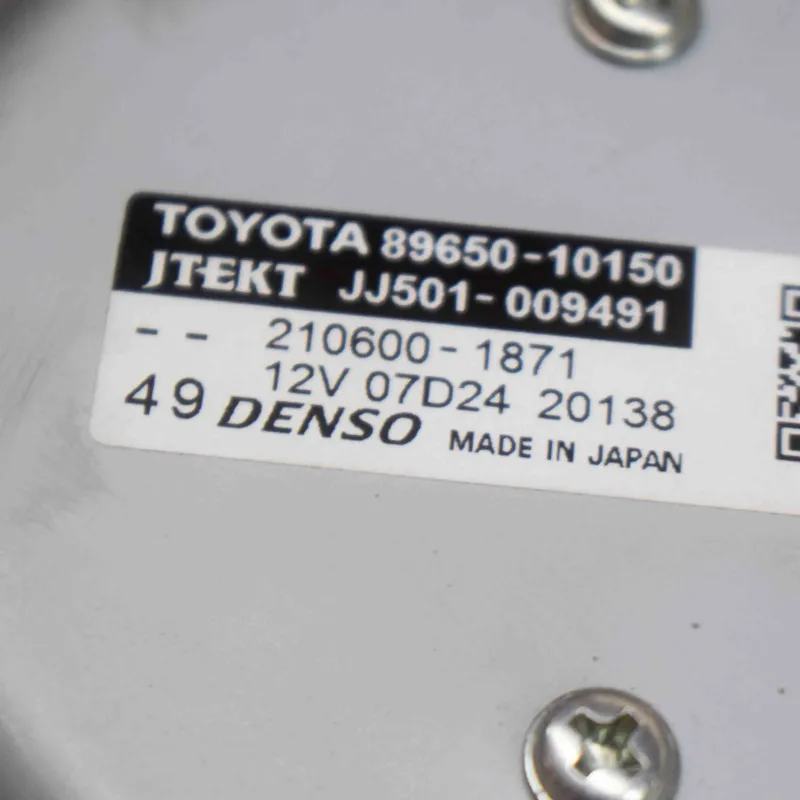 TOYOTA 89650-10150
JTEKT JJ501-009491
-- 210600-1871
12V 07D24 20138
49 DENSO MADE IN JAPAN